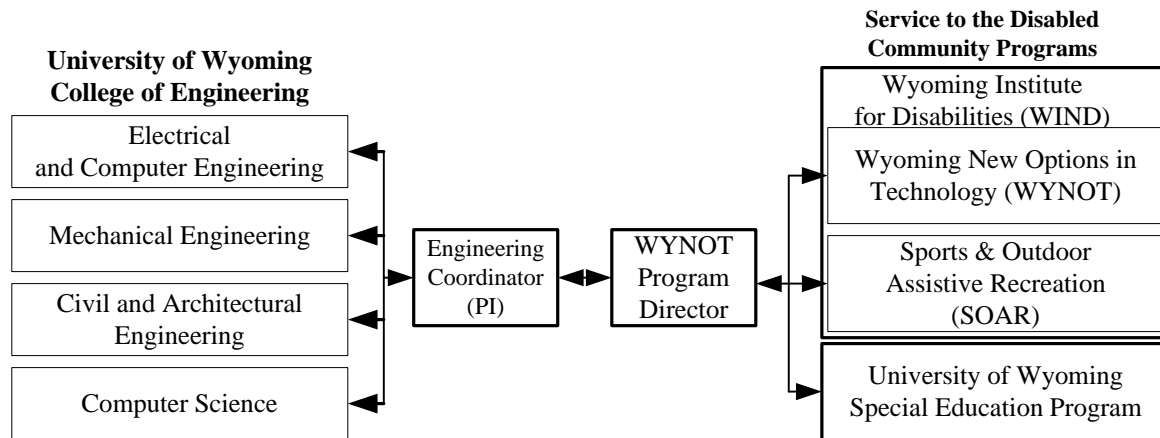 University of Wyoming
College of Engineering
Electrical
and Computer Engineering
Mechanical Engineering
Civil and Architectural
Engineering
Computer Science
Engineering
Coordinator
(PI)
WYNOT
Program
Director
Service to the Disabled
Community Programs
Wyoming Institute
for Disabilities (WIND)
Wyoming New Options in
Technology (WYNOT)
Sports & Outdoor
Assistive Recreation
(SOAR)
University of Wyoming
Special Education Program